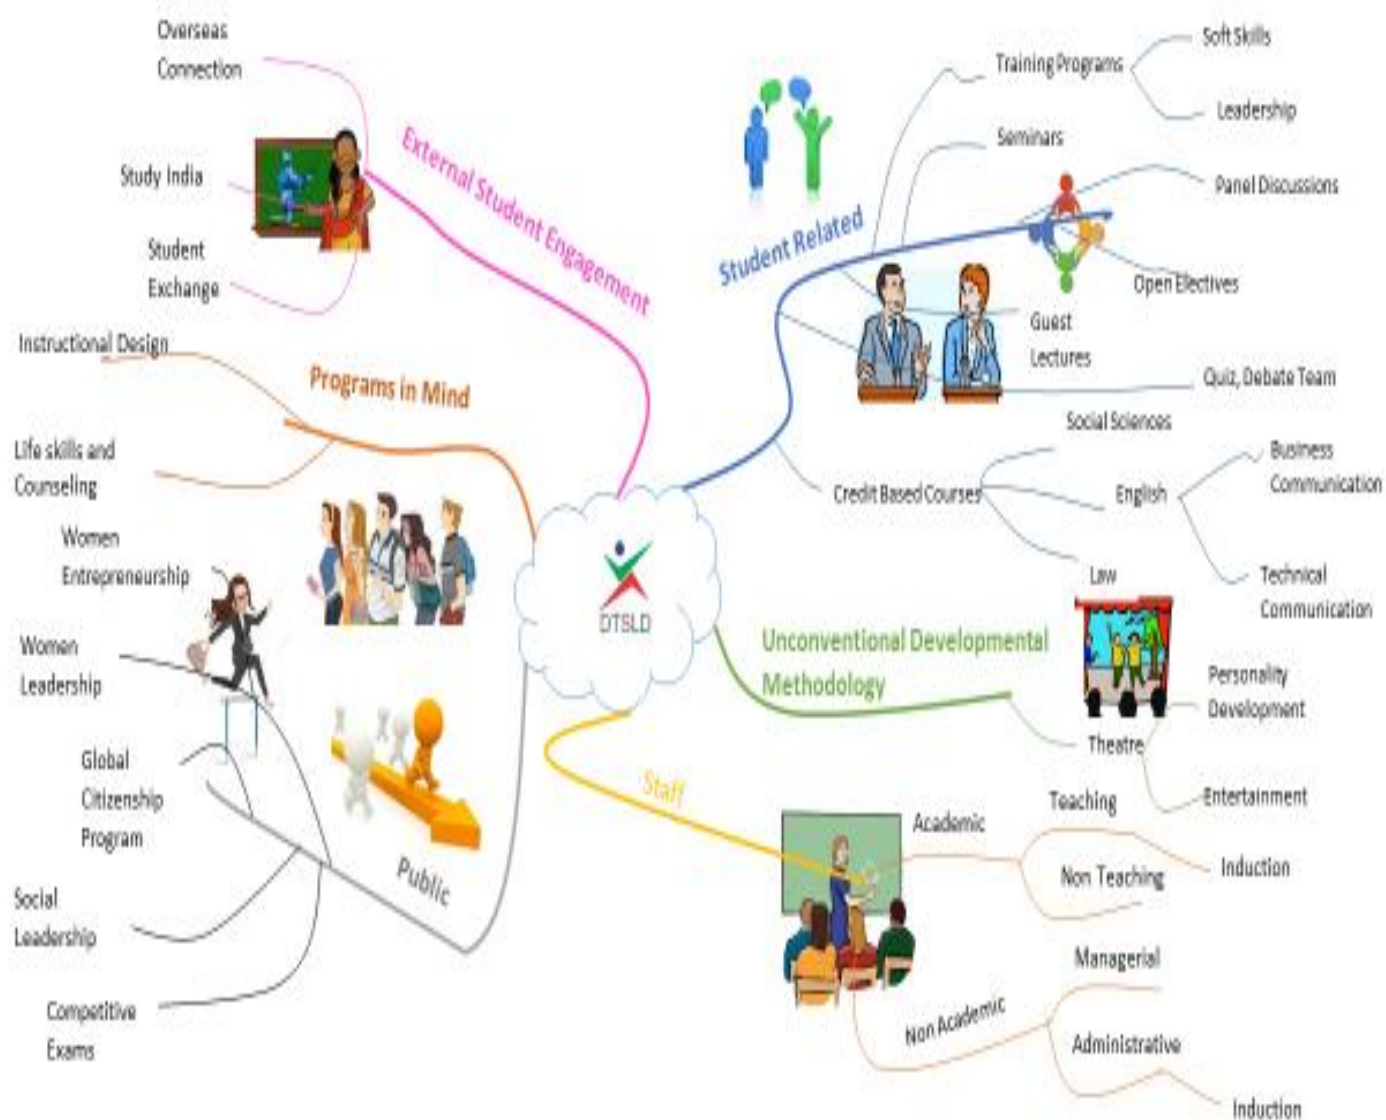 Overseas
Connection
Study India
Student
Exchange
External Student Engagement
Instructional Design
Programs in Mind
Life skills and
Counseling
Women
Entrepreneurship
Women
Leadership
Global
Citizenship
Program
Social
Leadership
Competitive
Exams
Public
DTSLD
Student Related
Training Programs
Soft Skills
Leadership
Seminars
Panel Discussions
Open Electives
Guest
Lectures
Quiz, Debate Team
Credit Based Courses
Social Sciences
English
Business
Communication
Technical
Communication
Law
Unconventional Developmental
Methodology
Theatre
Personality
Development
Entertainment
Staff
Academic
Teaching
Induction
Non Teaching
Non Academic
Managerial
Administrative
Induction